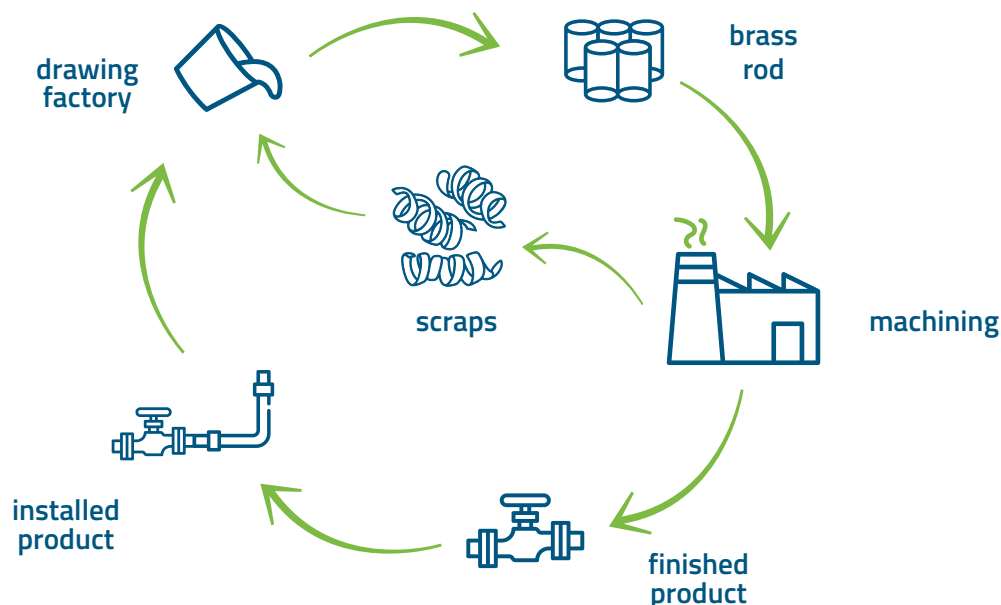 drawing
factory
brass
rod
scraps
machining
installed
product
finished
product